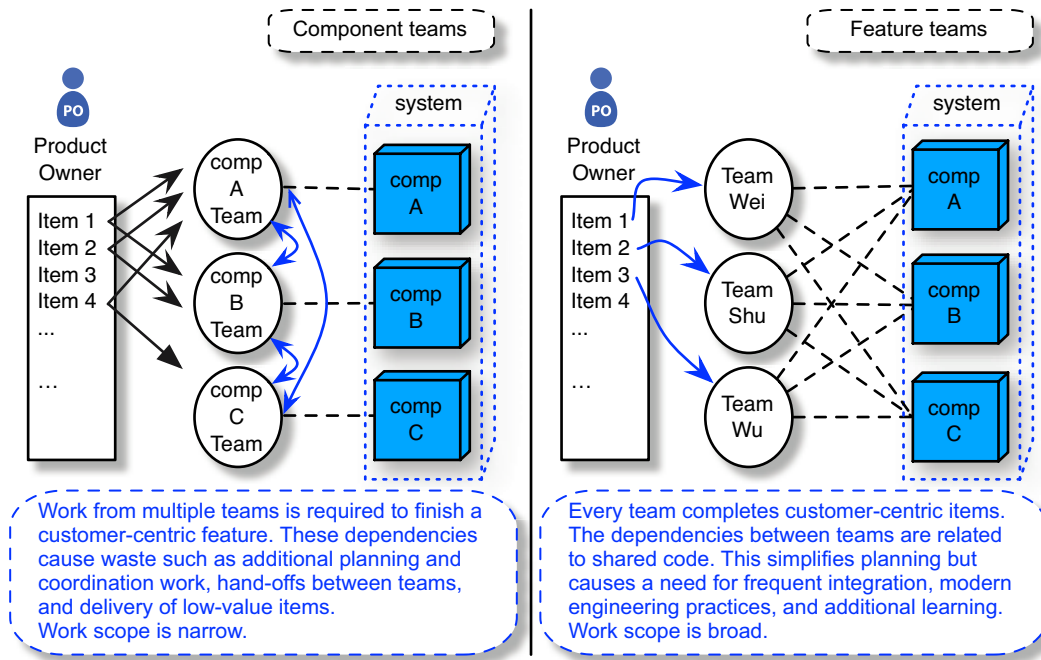 Component teams
PO
Product
Owner
Item 1
Item 2
Item 3
Item 4
...
...
comp
A
Team
comp
B
Team
comp
C
Team
system
comp
A
comp
B
comp
C
Work from multiple teams is required to finish a
customer-centric feature. These dependencies
cause waste such as additional planning and
coordination work, hand-offs between teams,
and delivery of low-value items.
Work scope is narrow.
Feature teams
PO
Product
Owner
Item 1
Item 2
Item 3
Item 4
...
...
Team
Wei
Team
Shu
Team
Wu
system
comp
A
comp
B
comp
C
Every team completes customer-centric items.
The dependencies between teams are related
to shared code. This simplifies planning but
causes a need for frequent integration, modern
engineering practices, and additional learning.
Work scope is broad.